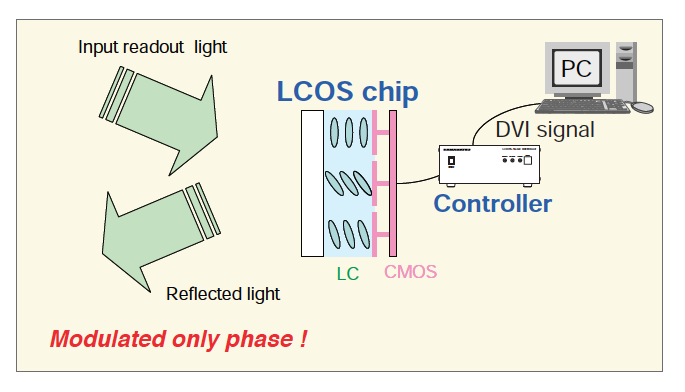 Input readout light
PC
LCOS chip
DVI signal
Controller
LC
CMOS
Reflected light
Modulated only phase !